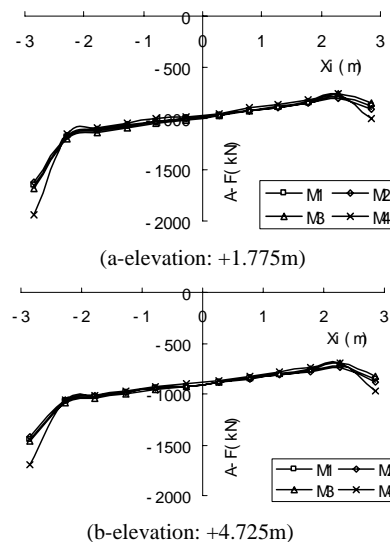 0
-3 -2 -1 0 1 2 3
Xi (m)
-500
-1000
-1500
-2000
A-F(kN)
M1 M2
M3 M4
(a-elevation: +1.775m)
0
-3 -2 -1 0 1 2 3
Xi (m)
-500
-1000
-1500
-2000
A-F(kN)
M1 M
M3 M
(b-elevation: +4.725m)